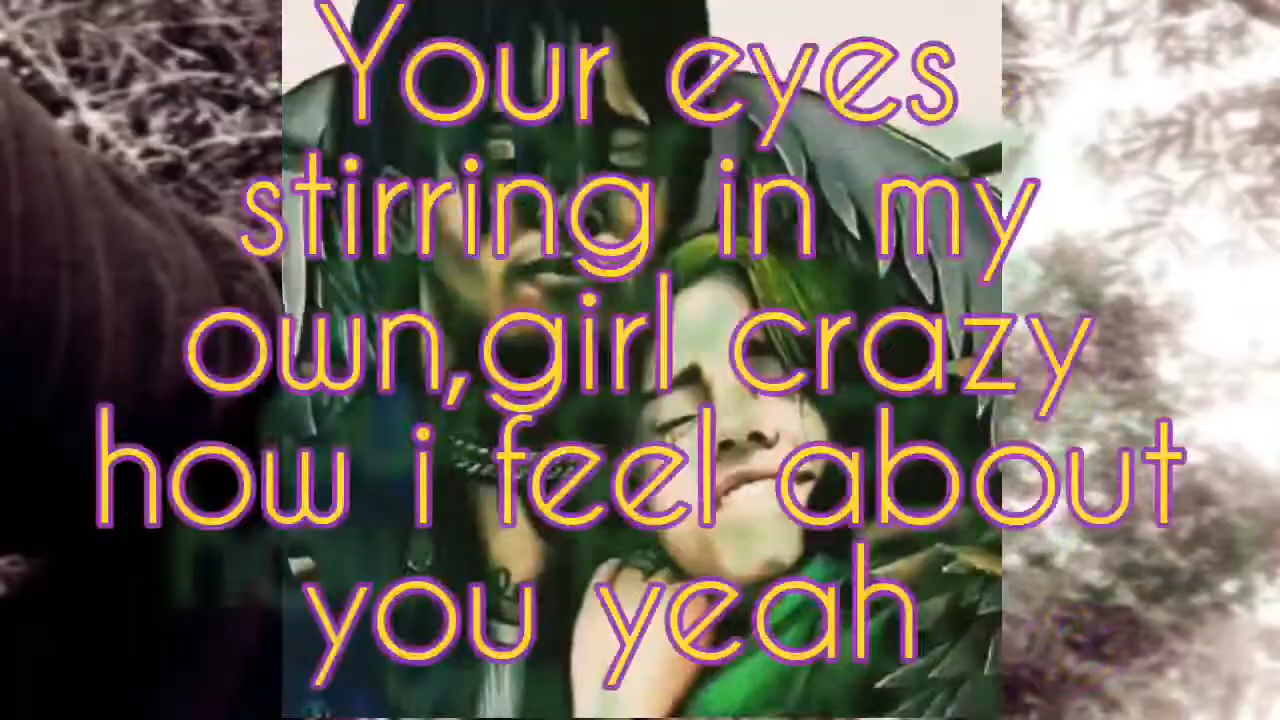 Your eyes
stirring in my
own,girl crazy
how i feel about
you yeah